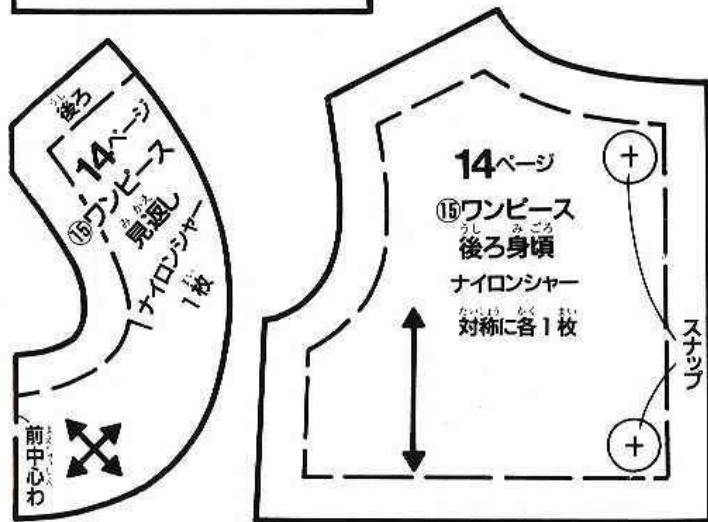 後ろ
14ページ
⑮ワンピース
見返し
ナイロンシャー
1枚
前中心わ
14ページ
⑮ワンピース
後ろ身頃
ナイロンシャー
対称に各1枚
スナップ